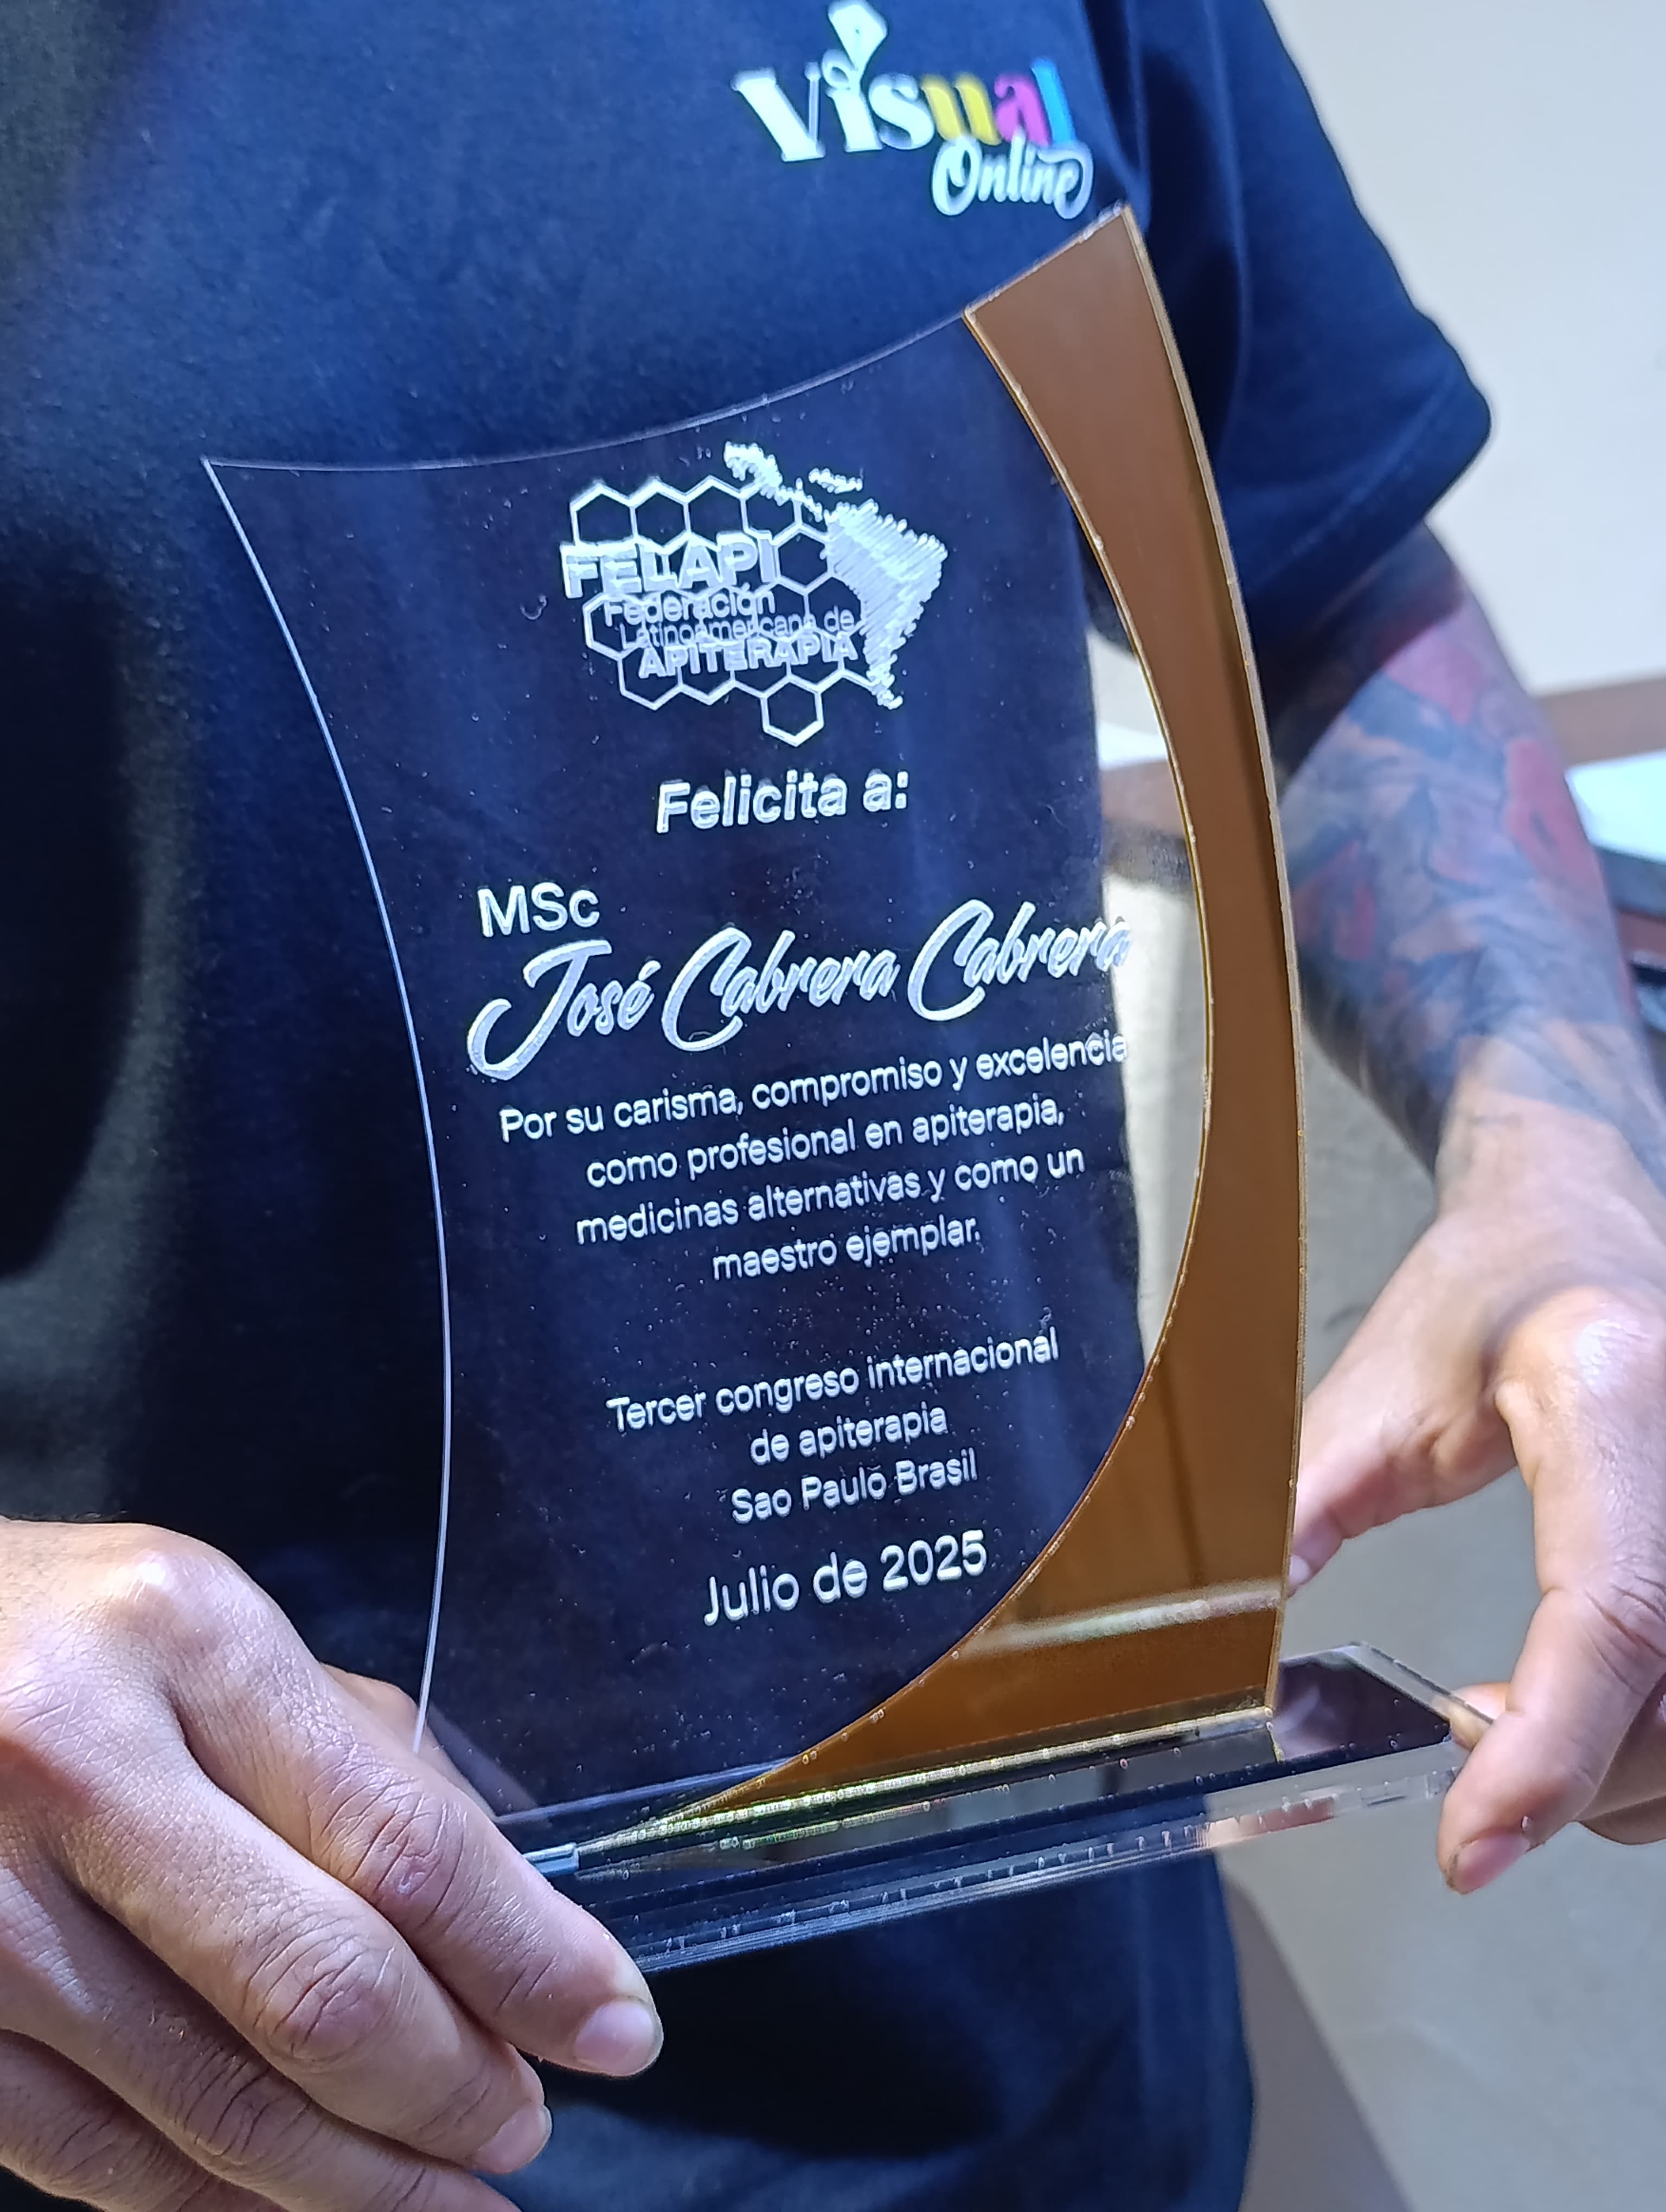 Visual
Online
FELAPI
Federación
Latinoamericana de
APITERAPIA
Felicita a:
MSc
José Cabrera Cabrera
Por su carisma, compromiso y excelencia
como profesional en apiterapia,
medicinas alternativas y como un
maestro ejemplar.
Tercer congreso internacional
de apiterapia
Sao Paulo Brasil
Julio de 2025